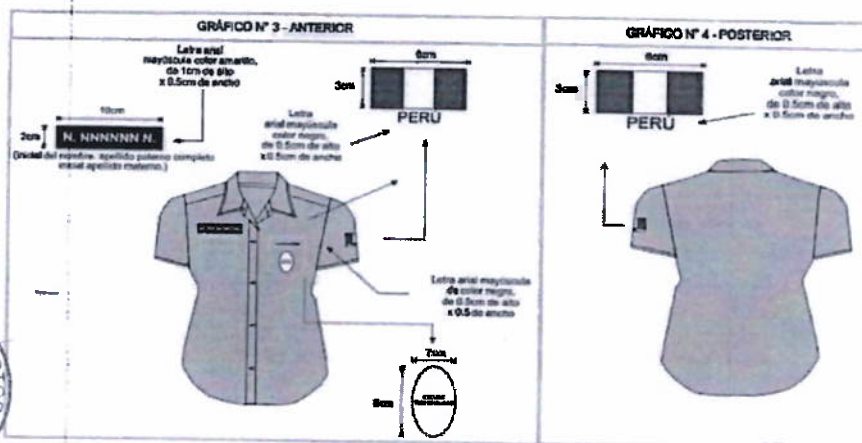 GRÁFICO N° 3 - ANTERIOR
Letra arial
mayúscula color amarillo,
de 1cm de alto
x 0.5cm de ancho
10cm
2cm
N. NNNNNN N.
(inicial del nombre, apellido paterno completo
inicial apellido materno.)
6cm
3cm
PERÚ
Letra
arial mayúscula
color negro,
de 0.5cm de alto
x 0.5cm de ancho
Letra arial mayúscula
de color negro,
de 0.5cm de alto
x 0.5 de ancho
7cm
GRÁFICO N° 4 - POSTERIOR
6cm
3cm
PERÚ
Letra
arial mayúscula
color negro,
de 0.5cm de alto
x 0.5cm de ancho